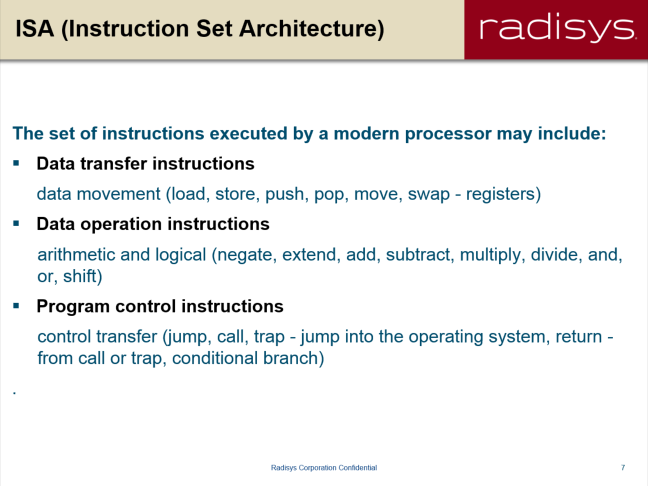 ISA (Instruction Set Architecture)
radisys.
The set of instructions executed by a modern processor may include:
▪ Data transfer instructions
data movement (load, store, push, pop, move, swap - registers)
▪ Data operation instructions
arithmetic and logical (negate, extend, add, subtract, multiply, divide, and,
or, shift)
▪ Program control instructions
control transfer (jump, call, trap - jump into the operating system, return -
from call or trap, conditional branch)
.
Radisys Corporation Confidential
7